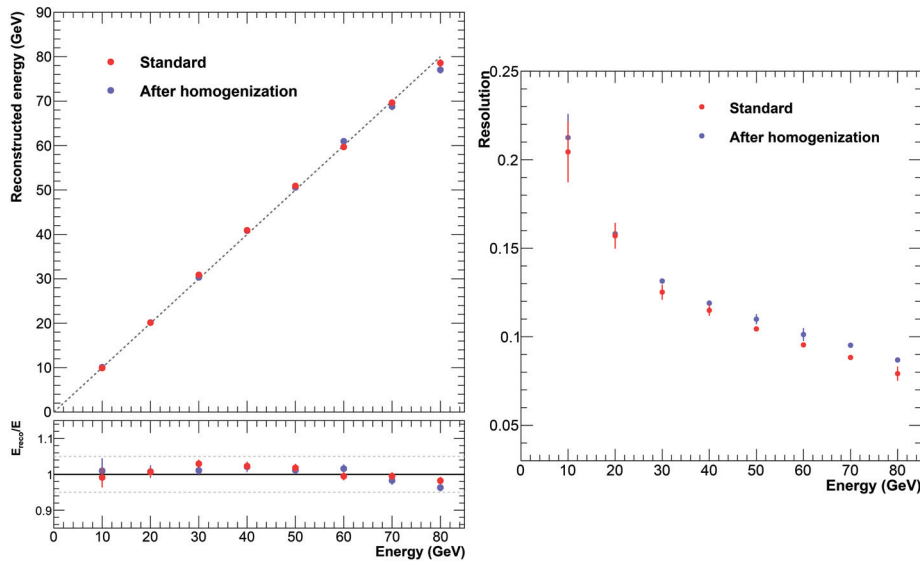 Reconstructed energy (GeV)
90
80
70
60
50
40
30
20
10
0
Standard
After homogenization
E_reco/E
1.1
1
0.9
0 10 20 30 40 50 60 70 80
Energy (GeV)
Resolution
0.25
0.2
0.15
0.1
0.05
Standard
After homogenization
0 10 20 30 40 50 60 70 80
Energy (GeV)